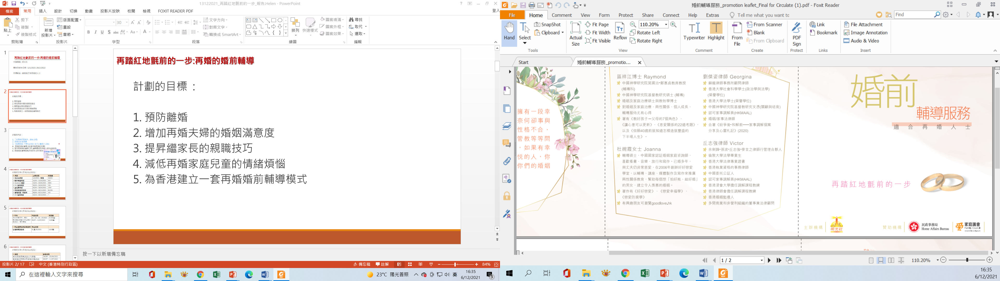 13122021_再踏紅地氈前的一步_報告.Helen - PowerPoint
檔案 常用 插入 設計 切換 動畫 投影片放映 校閱 檢視 FOXIT READER PDF 登入
貼上 剪下 複製 複製格式
新增投影片 版面配置 重設 章節
30
文字方向 對齊文字 轉換成 SmartArt
排列 快速樣式 圖案填滿 圖案外框 圖案效果
尋找 取代 選取
剪貼簿 投影片 字型 段落 繪圖 編輯
1
再踏紅地氈前的一步:再婚的婚前輔導
2
3
4
5
6
再踏紅地氈前的一步:再婚的婚前輔導
計劃的目標：
1. 預防離婚
2. 增加再婚夫婦的婚姻滿意度
3. 提昇繼家長的親職技巧
4. 減低再婚家庭兒童的情緒煩惱
5. 為香港建立一套再婚婚前輔導模式
按一下以新增備忘稿
投影片 2/ 17 中文 (香港特別行政區) 備忘稿 註解 84%
在這裡輸入文字來搜尋
23°C 陽光普照 英 16:35
6/12/2021 3
婚前輔導服務_promotion leaflet_Final for Circulate (1).pdf - Foxit Reader
File Home Comment View Form Protect Share Connect Help Extras Tell me what you want tc Find
Hand Select SnapShot Clipboard
Actual Size Fit Page Fit Width Fit Visible Reflow 110.20% Rotate Left Rotate Right
Typewriter Highlight
From File From Scanner Blank From Clipboard
PDF Sign
Link Bookmark
File Attachment Image Annotation Audio & Video
Tools View Comment Create Protect Links Insert
Start 婚前輔導服務_promotio...
擁有一段幸
奈何卻事與
性格不合、
管教等等問
，如果有幸
悦的人，你
你們的婚姻
區祥江博士 Raymond
中國神學研究院莫國治•鄭惠貞教席教授
(輔導科)
中國神學研究院基督教研究碩士 (輔導)
婚姻及家庭治療碩士與教牧學博士
對婚姻及家庭治療、兩性關係、個人成長、
輔導服侍尤有心得
著有《教好孩子─父母的7個角色》、
《讓心意可以更新》、《恩愛關係的22道考題》、
以及《但願40歲前就知道怎樣造就豐盛的
下半場人生》。
杜婉霞女士 Joanna
輔導碩士、中國國家認証婚姻家庭咨詢師，
喜歡看書、音樂、旅行和寫作。已婚多年，
與丈夫仍非常恩愛，在2006年創辦好好戀愛
學堂，以輔導、講座、媒體製作及寫作來推廣
兩性關係教育，幫助每個想「拍好拖、結好婚」
的男女，建立令人羨慕的婚姻。
著作有《好好戀愛》、《戀愛幸福學》、
《戀愛防腐學》
有興趣朋友可瀏覽goodlove.hk
劉傑姿律師 Georgina
蘇龍律師事務所顧問律師
香港大學社會科學學士(政治學與法學)
(榮譽學位)
香港大學法學士(榮譽學位)
中國神學研究院基督教研究文憑(關顧與培育)
認可家事調解員(HKMAAL)
婚姻/家事法律師
合著《紛爭後•和解前──家事調解個案
分享及心靈札記》(2020)
丘志強律師 Victor
余劍鋒•孫波•丘志強•麥言之律師行管理合夥人
倫敦大學法學畢業生
香港大學法律專業證書
香港執業資格的事務律師
中國委托公証人
認可家事調解員(HKMAAL)
香港浸會大學擔任調解課程教練
香港律師會擔任調解課程教練
香港婚姻監禮人
多間商業和非營利組織的董事兼法律顧問
婚前
輔導服務
適合再婚人士
再踏紅地氈前的一步
主辦機構 明光社 贊助機構 民政事務局 Home Affairs Bureau 家庭議會 Family Council
1 / 2 110.20%
16:35
6/12/2021